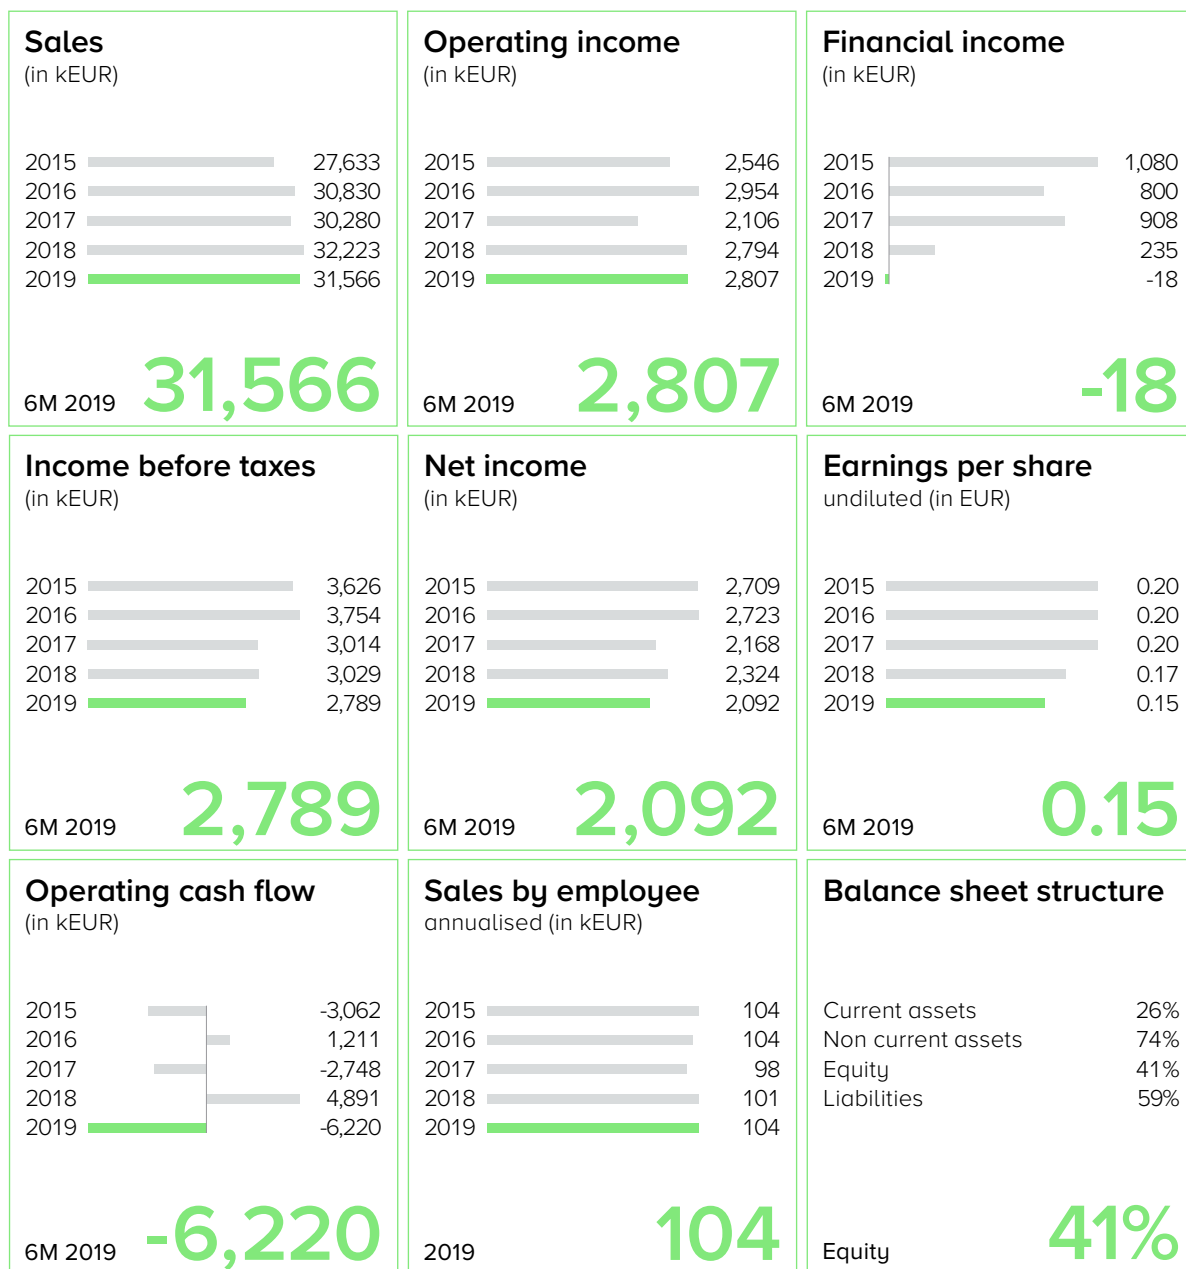 Sales
(in kEUR)
2015 27,633
2016 30,830
2017 30,280
2018 32,223
2019 31,566
6M 2019 31,566
Operating income
(in kEUR)
2015 2,546
2016 2,954
2017 2,106
2018 2,794
2019 2,807
6M 2019 2,807
Financial income
(in kEUR)
2015 1,080
2016 800
2017 908
2018 235
2019 -18
6M 2019 -18
Income before taxes
(in kEUR)
2015 3,626
2016 3,754
2017 3,014
2018 3,029
2019 2,789
6M 2019 2,789
Net income
(in kEUR)
2015 2,709
2016 2,723
2017 2,168
2018 2,324
2019 2,092
6M 2019 2,092
Earnings per share
undiluted (in EUR)
2015 0.20
2016 0.20
2017 0.20
2018 0.17
2019 0.15
6M 2019 0.15
Operating cash flow
(in kEUR)
2015 -3,062
2016 1,211
2017 -2,748
2018 4,891
2019 -6,220
6M 2019 -6,220
Sales by employee
annualised (in kEUR)
2015 104
2016 104
2017 98
2018 101
2019 104
2019 104
Balance sheet structure
Current assets 26%
Non current assets 74%
Equity 41%
Liabilities 59%
Equity 41%